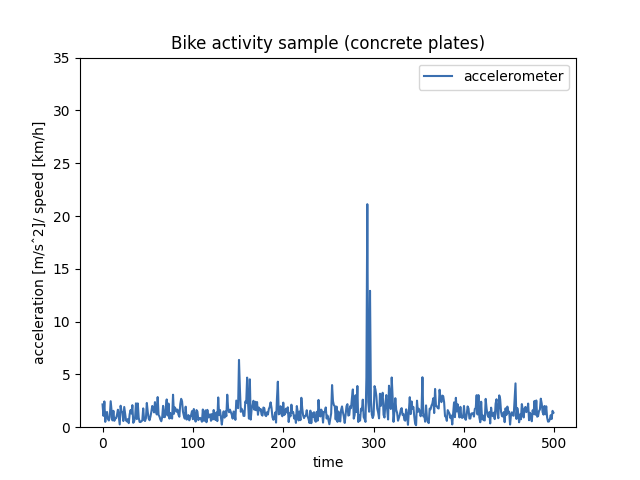 Bike activity sample (concrete plates)
accelerometer
35
30
25
20
15
10
5
0
acceleration [m/sˆ2]/ speed [km/h]
0 100 200 300 400 500
time